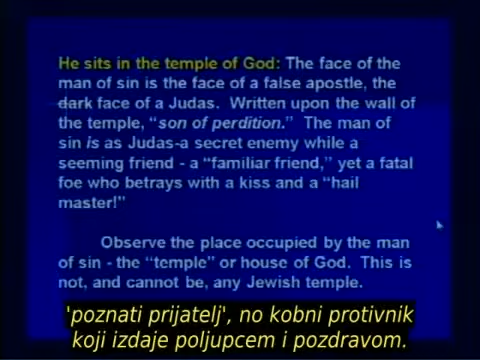 He sits in the temple of God: The face of the
man of sin is the face of a false apostle, the
dark face of a Judas. Written upon the wall of
the temple, “son of perdition.” The man of
sin is as Judas-a secret enemy while a
seeming friend - a “familiar friend,” yet a fatal
foe who betrays with a kiss and a “hail
master!”
Observe the place occupied by the man
of sin - the “temple” or house of God. This is
not, and cannot be, any Jewish temple.
'poznati prijatelj', no kobni protivnik
koji izdaje poljupcem i pozdravom.